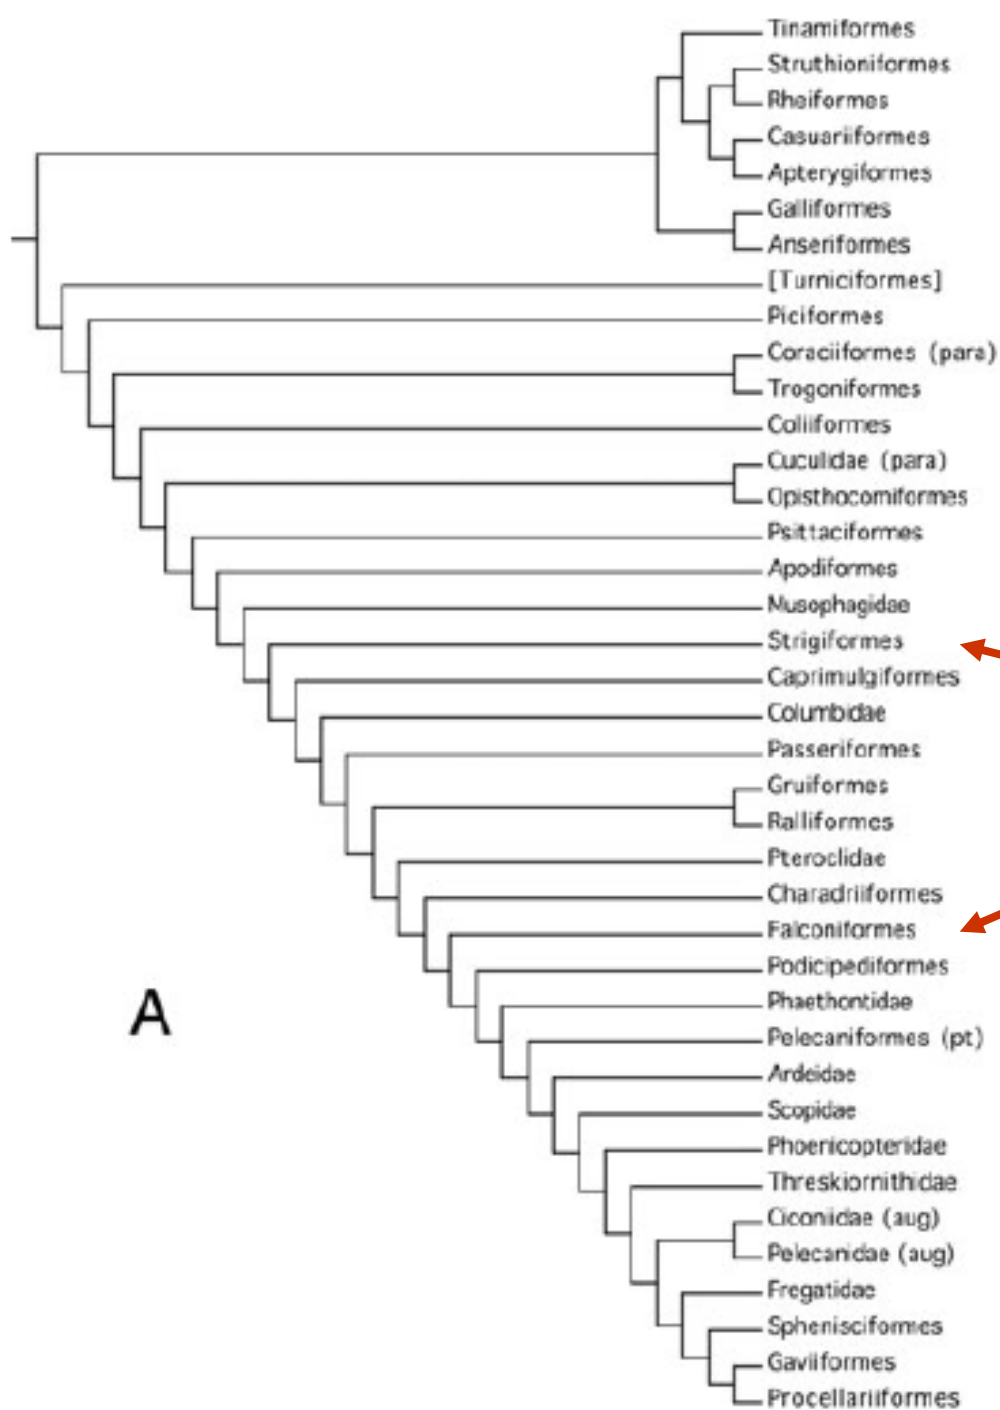 Tinamiformes
Struthioniformes
Rheiformes
Casuariiformes
Apterygiformes
Galliformes
Anseriformes
[Turniciformes]
Piciformes
Coraciiformes (para)
Trogoniformes
Coliiformes
Cuculidae (para)
Opisthocomiformes
Psittaciformes
Apodiformes
Musophagidae
Strigiformes
Caprimulgiformes
Columbidae
Passeriformes
Gruiformes
Ralliformes
Pteroclidae
Charadriiformes
Falconiformes
Podicipediformes
Phaethontidae
Pelecaniformes (pt)
Ardeidae
Scopidae
Phoenicopteridae
Threskiornithidae
Ciconiidae (aug)
Pelecanidae (aug)
Fregatidae
Sphenisciformes
Gaviiformes
Procellariiformes
A